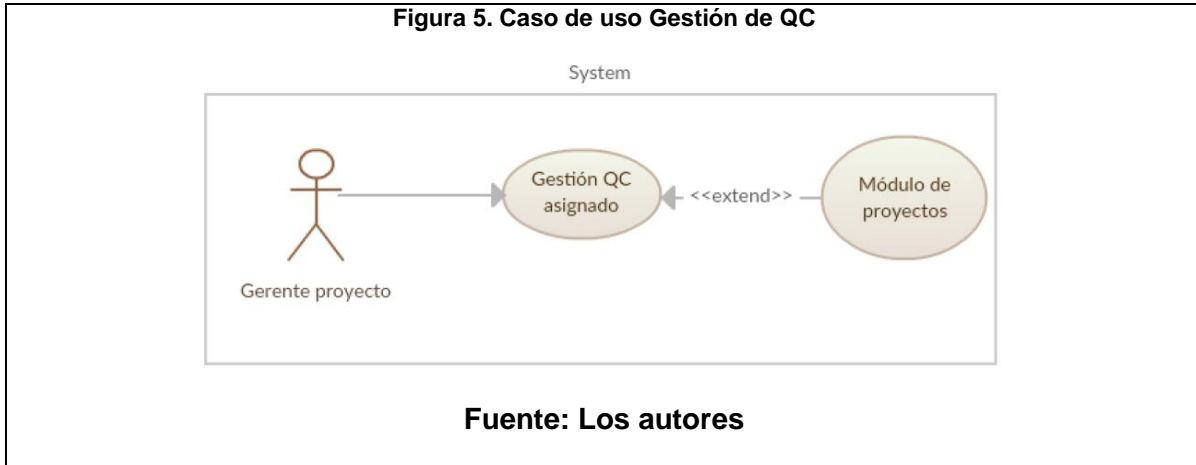 Figura 5. Caso de uso Gestión de QC
System
Gestión QC
asignado
<<extend>>
Módulo de
proyectos
Gerente proyecto
Fuente: Los autores